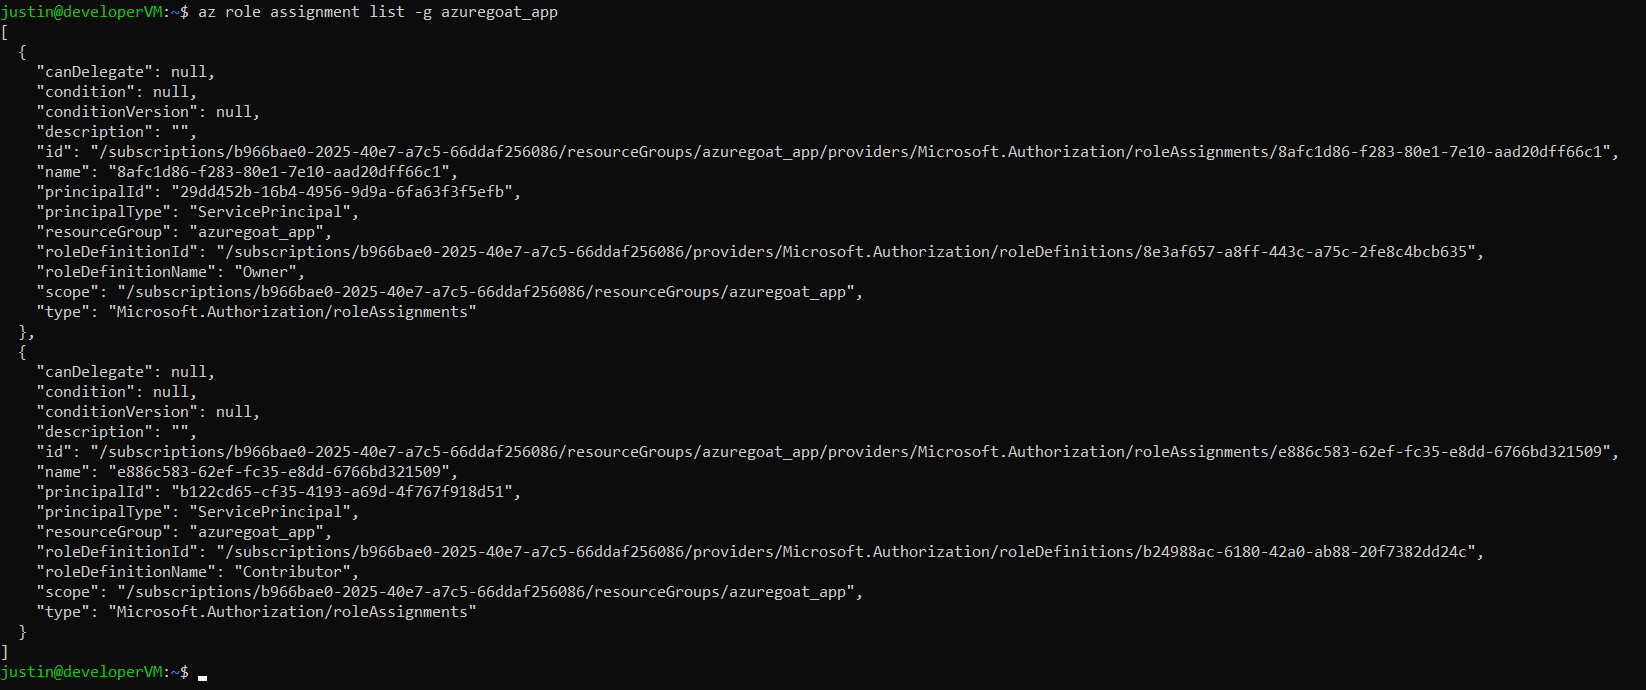 justin@developerVM:~$ az role assignment list -g azuregoat_app
[
  {
    "canDelegate": null,
    "condition": null,
    "conditionVersion": null,
    "description": "",
    "id": "/subscriptions/b966bae0-2025-40e7-a7c5-66ddaf256086/resourceGroups/azuregoat_app/providers/Microsoft.Authorization/roleAssignments/8afc1d86-f283-80e1-7e10-aad20dff66c1",
    "name": "8afc1d86-f283-80e1-7e10-aad20dff66c1",
    "principalId": "29dd452b-16b4-4956-9d9a-6fa63f3f5efb",
    "principalType": "ServicePrincipal",
    "resourceGroup": "azuregoat_app",
    "roleDefinitionId": "/subscriptions/b966bae0-2025-40e7-a7c5-66ddaf256086/providers/Microsoft.Authorization/roleDefinitions/8e3af657-a8ff-443c-a75c-2fe8c4bcb635",
    "roleDefinitionName": "Owner",
    "scope": "/subscriptions/b966bae0-2025-40e7-a7c5-66ddaf256086/resourceGroups/azuregoat_app",
    "type": "Microsoft.Authorization/roleAssignments"
  },
  {
    "canDelegate": null,
    "condition": null,
    "conditionVersion": null,
    "description": "",
    "id": "/subscriptions/b966bae0-2025-40e7-a7c5-66ddaf256086/resourceGroups/azuregoat_app/providers/Microsoft.Authorization/roleAssignments/e886c583-62ef-fc35-e8dd-6766bd321509",
    "name": "e886c583-62ef-fc35-e8dd-6766bd321509",
    "principalId": "b122cd65-cf35-4193-a69d-4f767f918d51",
    "principalType": "ServicePrincipal",
    "resourceGroup": "azuregoat_app",
    "roleDefinitionId": "/subscriptions/b966bae0-2025-40e7-a7c5-66ddaf256086/providers/Microsoft.Authorization/roleDefinitions/b24988ac-6180-42a0-ab88-20f7382dd24c",
    "roleDefinitionName": "Contributor",
    "scope": "/subscriptions/b966bae0-2025-40e7-a7c5-66ddaf256086/resourceGroups/azuregoat_app",
    "type": "Microsoft.Authorization/roleAssignments"
  }
]
justin@developerVM:~$